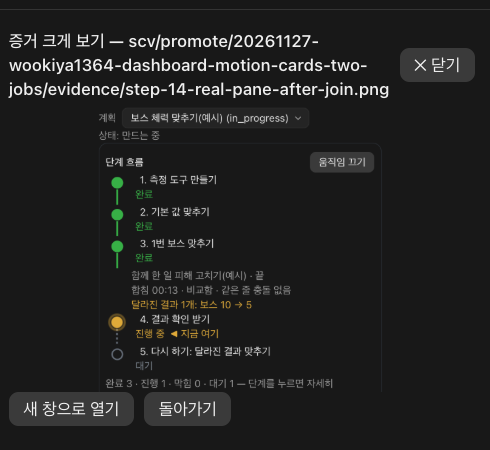 증거 크게 보기 — scv/promote/20261127-
wookiya1364-dashboard-motion-cards-two-
jobs/evidence/step-14-real-pane-after-join.png
✕ 닫기
계획 보스 체력 맞추기(예시) (in_progress)
상태: 만드는 중
단계 흐름
움직임 끄기
1. 측정 도구 만들기
완료
2. 기본 값 맞추기
완료
3. 1번 보스 맞추기
완료
함께 한 일 피해 고치기(예시) · 끝
합침 00:13 · 비교함 · 같은 줄 충돌 없음
달라진 결과 1개: 보스 10 → 5
4. 결과 확인 받기
진행 중 ◀ 지금 여기
5. 다시 하기: 달라진 결과 맞추기
대기
완료 3 · 진행 1 · 막힘 0 · 대기 1 — 단계를 누르면 자세히
새 창으로 열기
돌아가기